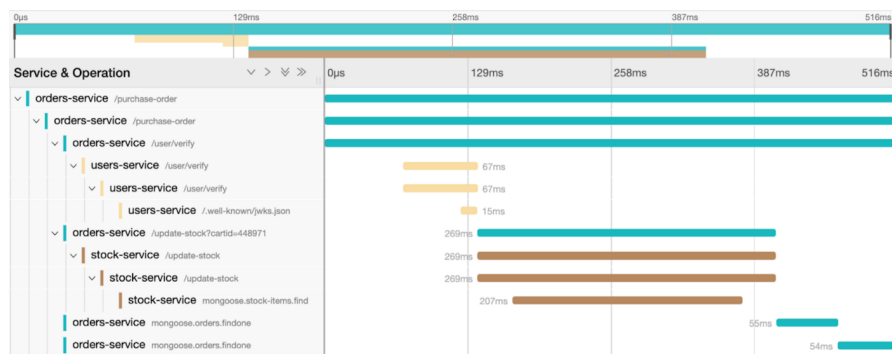 0µs 129ms 258ms 387ms 516ms
Service & Operation 0µs 129ms 258ms 387ms 516ms
orders-service /purchase-order
orders-service /purchase-order
orders-service /user/verify
users-service /user/verify 67ms
users-service /user/verify 67ms
users-service /.well-known/jwks.json 15ms
orders-service /update-stock?cartid=448971 269ms
stock-service /update-stock 269ms
stock-service /update-stock 269ms
stock-service mongoose.stock-items.find 207ms
orders-service mongoose.orders.findone 55ms
orders-service mongoose.orders.findone 54ms